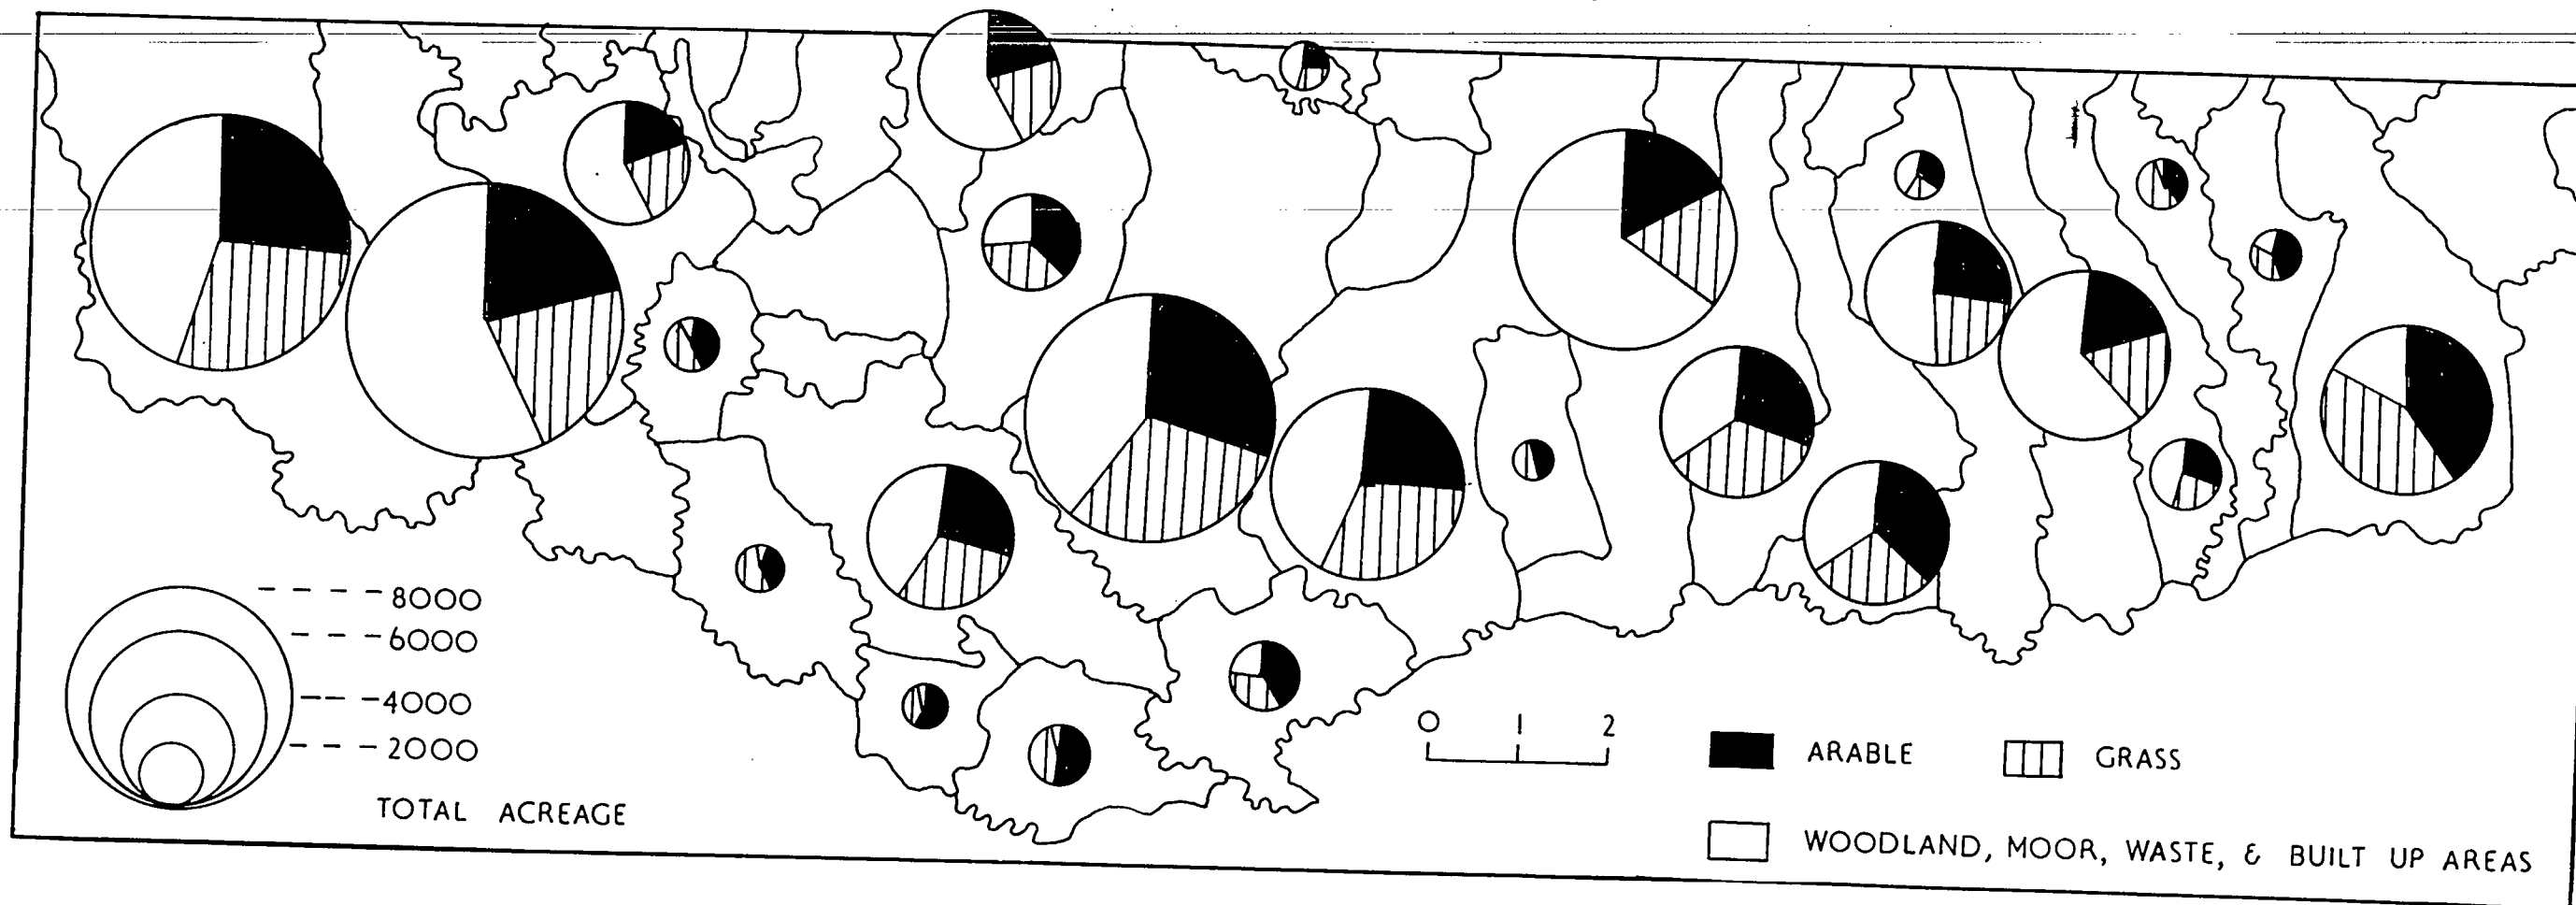 8000
6000
4000
2000
TOTAL ACREAGE
0 1 2
ARABLE
GRASS
WOODLAND, MOOR, WASTE, & BUILT UP AREAS